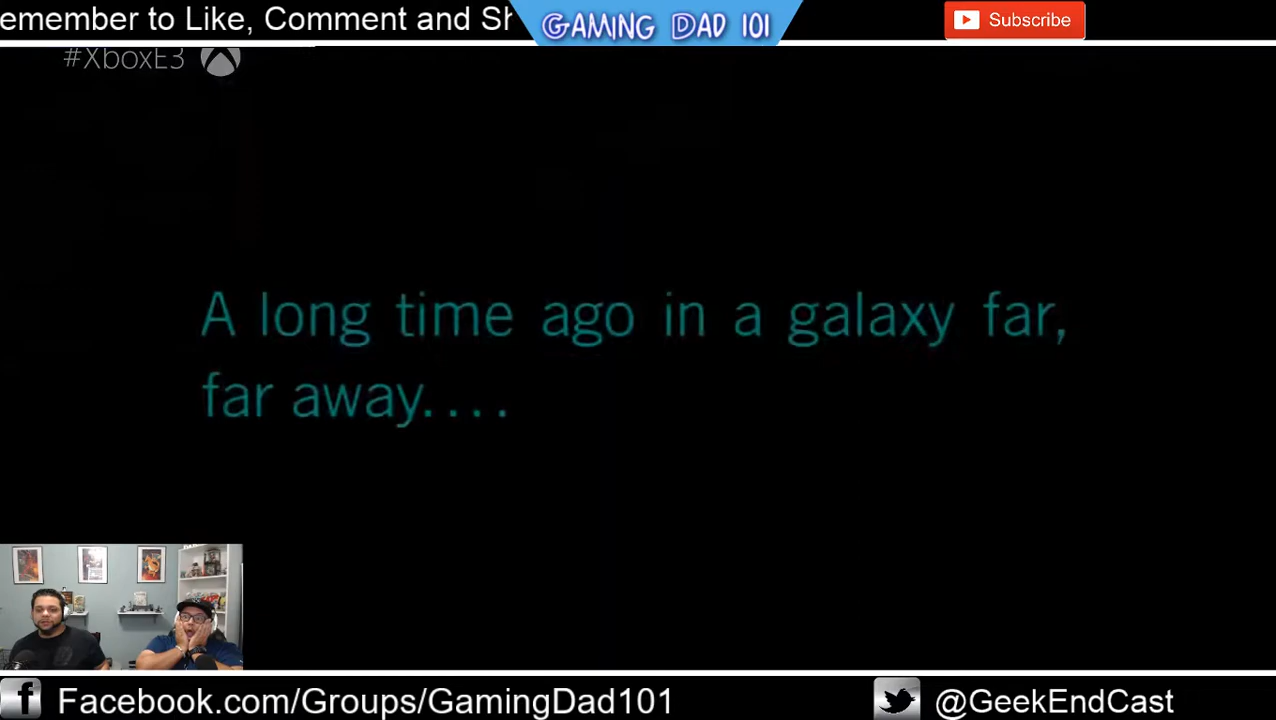 emember to Like, Comment and Sh
GAMING DAD 101
Subscribe
#XboxE3
A long time ago in a galaxy far,
far away....
Facebook.com/Groups/GamingDad101
@GeekEndCast